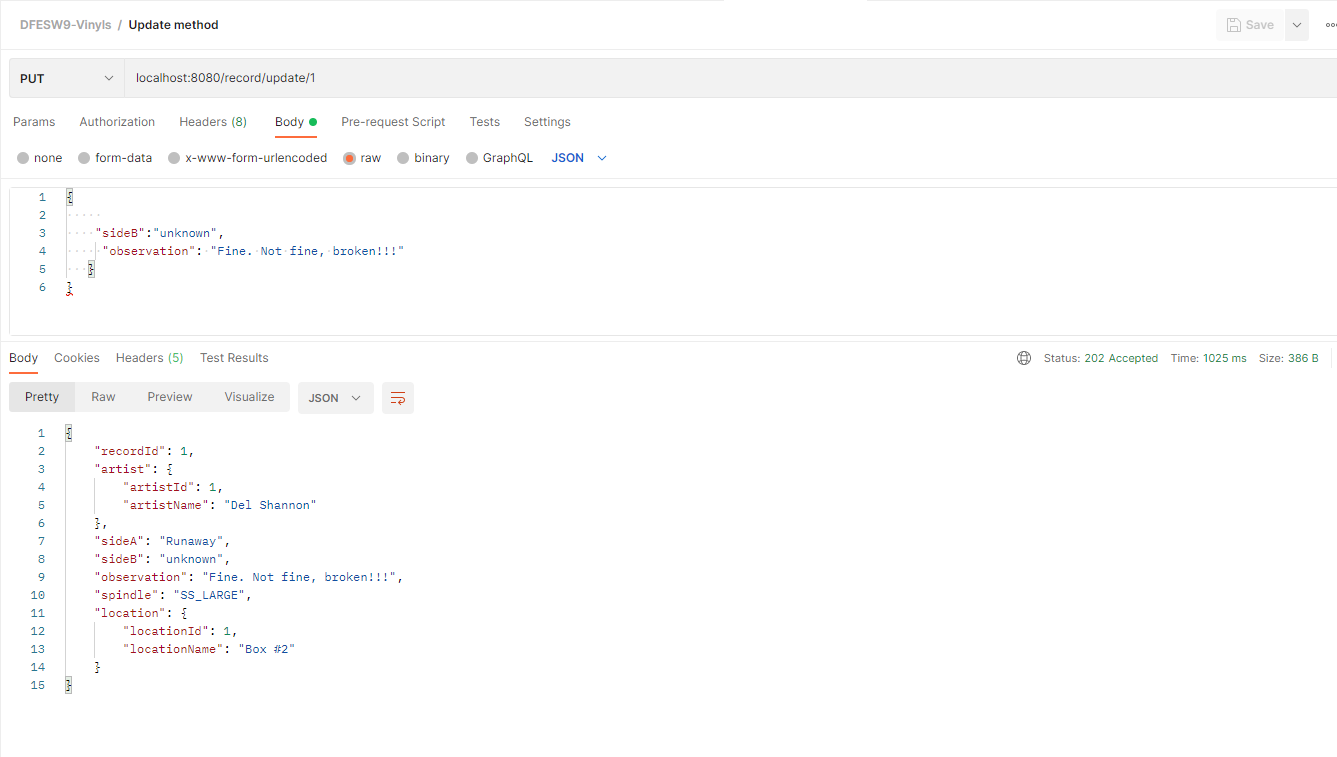 DFESW9-Vinyls / Update method
Save
PUT
localhost:8080/record/update/1
Params Authorization Headers (8) Body Pre-request Script Tests Settings
none form-data x-www-form-urlencoded raw binary GraphQL JSON
1 {
2
3 "sideB":"unknown",
4 "observation": "Fine. Not fine, broken!!!"
5 }
6 }
Body Cookies Headers (5) Test Results
Status: 202 Accepted Time: 1025 ms Size: 386 B
Pretty Raw Preview Visualize JSON
1 {
2 "recordId": 1,
3 "artist": {
4 "artistId": 1,
5 "artistName": "Del Shannon"
6 },
7 "sideA": "Runaway",
8 "sideB": "unknown",
9 "observation": "Fine. Not fine, broken!!!",
10 "spindle": "SS_LARGE",
11 "location": {
12 "locationId": 1,
13 "locationName": "Box #2"
14 }
15 }